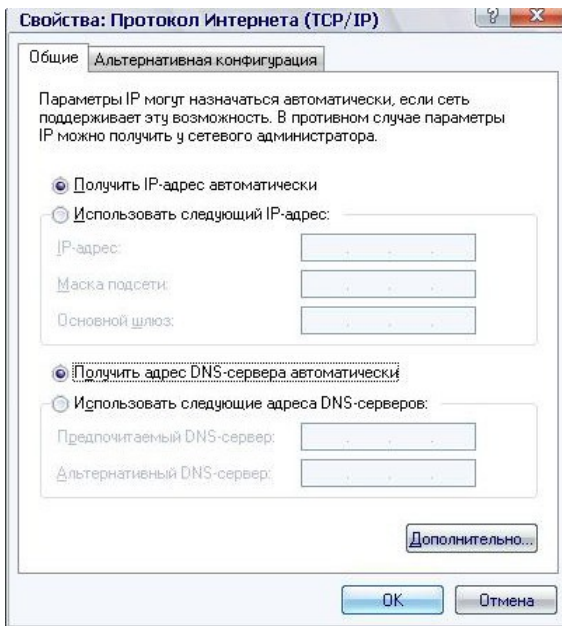 Свойства: Протокол Интернета (TCP/IP)
Общие
Альтернативная конфигурация
Параметры IP могут назначаться автоматически, если сеть
поддерживает эту возможность. В противном случае параметры
IP можно получить у сетевого администратора.
Получить IP-адрес автоматически
Использовать следующий IP-адрес:
IP-адрес:
Маска подсети:
Основной шлюз:
Получить адрес DNS-сервера автоматически
Использовать следующие адреса DNS-серверов:
Предпочитаемый DNS-сервер:
Альтернативный DNS-сервер:
Дополнительно...
OK
Отмена